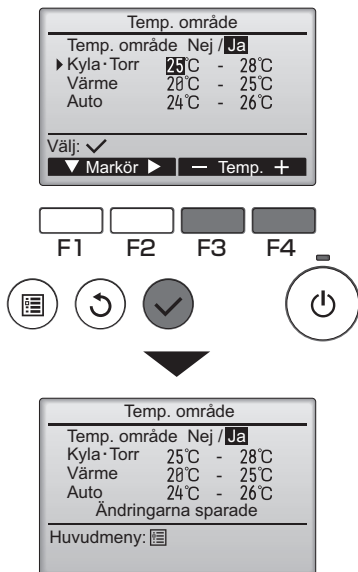 Temp. område
Temp. område Nej / Ja
Kyla·Torr 25°C - 28°C
Värme 20°C - 25°C
Auto 24°C - 26°C
Välj: ✓
▼ Markör ▶ − Temp. +
F1 F2 F3 F4
Temp. område
Temp. område Nej / Ja
Kyla·Torr 25°C - 28°C
Värme 20°C - 25°C
Auto 24°C - 26°C
Ändringarna sparade
Huvudmeny: